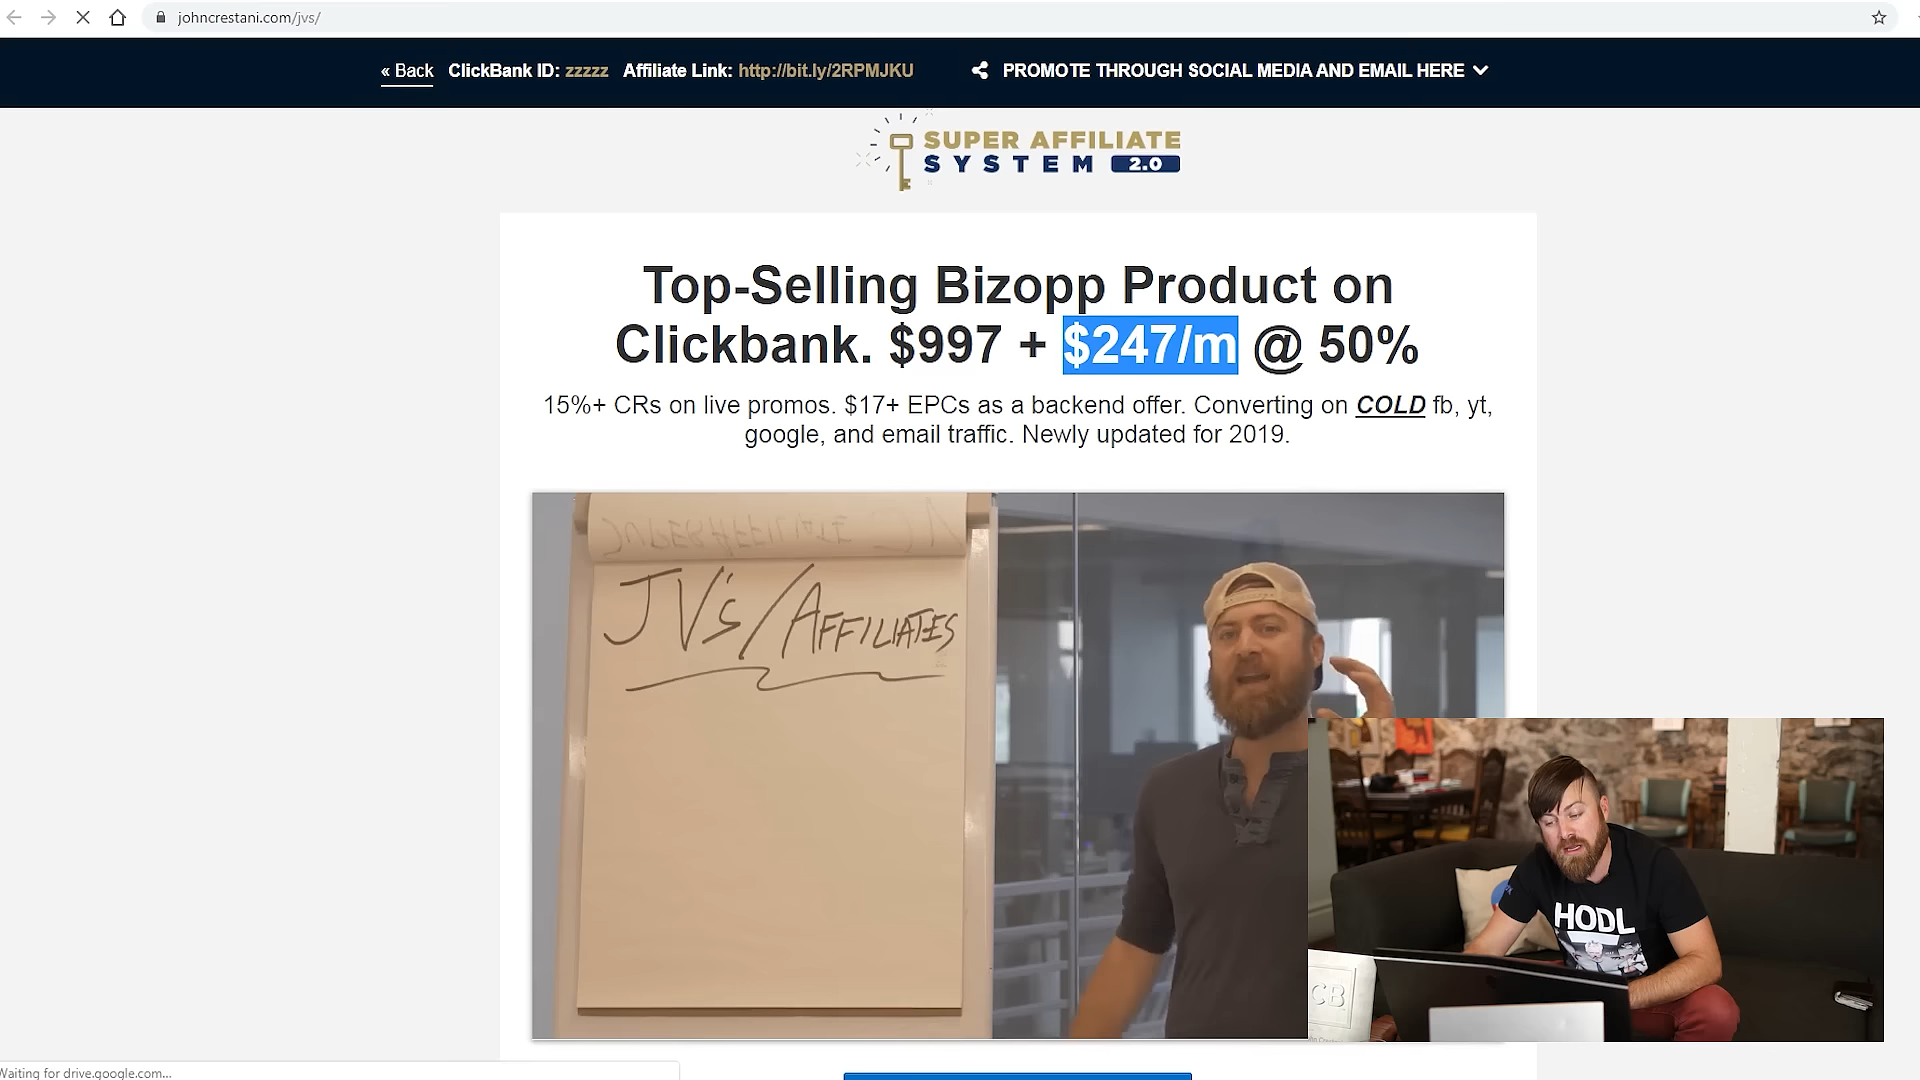 johncrestani.com/jvs/
« Back ClickBank ID: zzzzz Affiliate Link: http://bit.ly/2RPMJKU PROMOTE THROUGH SOCIAL MEDIA AND EMAIL HERE
SUPER AFFILIATE
SYSTEM 2.0
Top-Selling Bizopp Product on
Clickbank. $997 + $247/m @ 50%
15%+ CRs on live promos. $17+ EPCs as a backend offer. Converting on COLD fb, yt,
google, and email traffic. Newly updated for 2019.
JV's/AFFILIATES
HODL
CB
Waiting for drive.google.com...